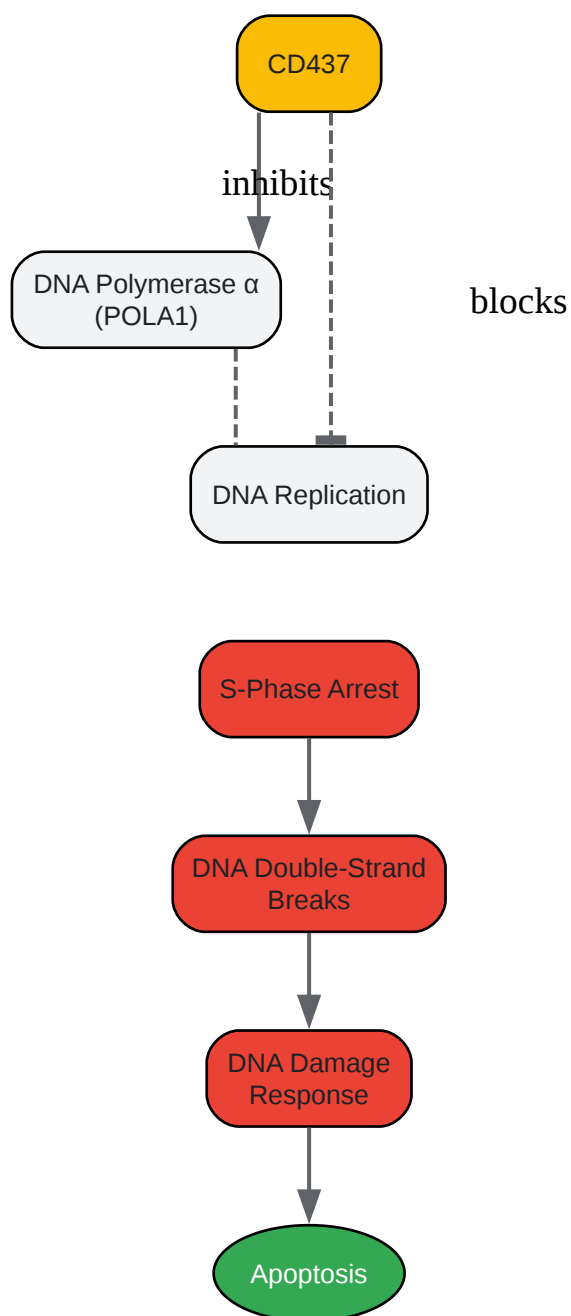 CD437
inhibits
DNA Polymerase α
(POLA1)
blocks
DNA Replication
S-Phase Arrest
DNA Double-Strand
Breaks
DNA Damage
Response
Apoptosis